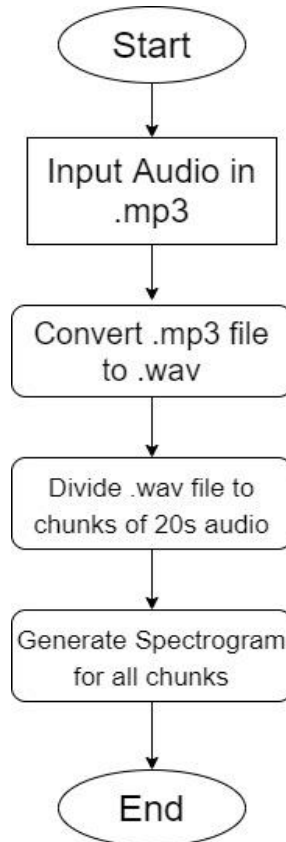 Start
Input Audio in
.mp3
Convert .mp3 file
to .wav
Divide .wav file to
chunks of 20s audio
Generate Spectrogram
for all chunks
End